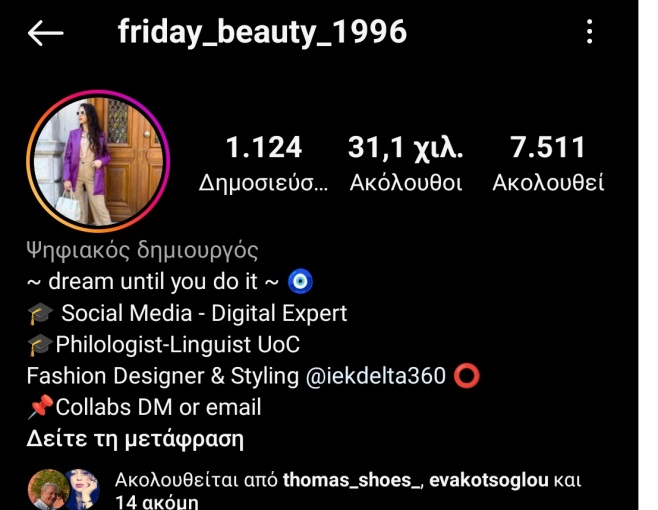 friday_beauty_1996
1.124 31,1 χιλ. 7.511
Δημοσιεύσ... Ακόλουθοι Ακολουθεί
Ψηφιακός δημιουργός
~ dream until you do it ~ 🧿
🎓 Social Media - Digital Expert
🎓Philologist-Linguist UoC
Fashion Designer & Styling @iekdelta360 ⭕
📌Collabs DM or email
Δείτε τη μετάφραση
Ακολουθείται από thomas_shoes_, evakotsoglou και
14 ακόμη